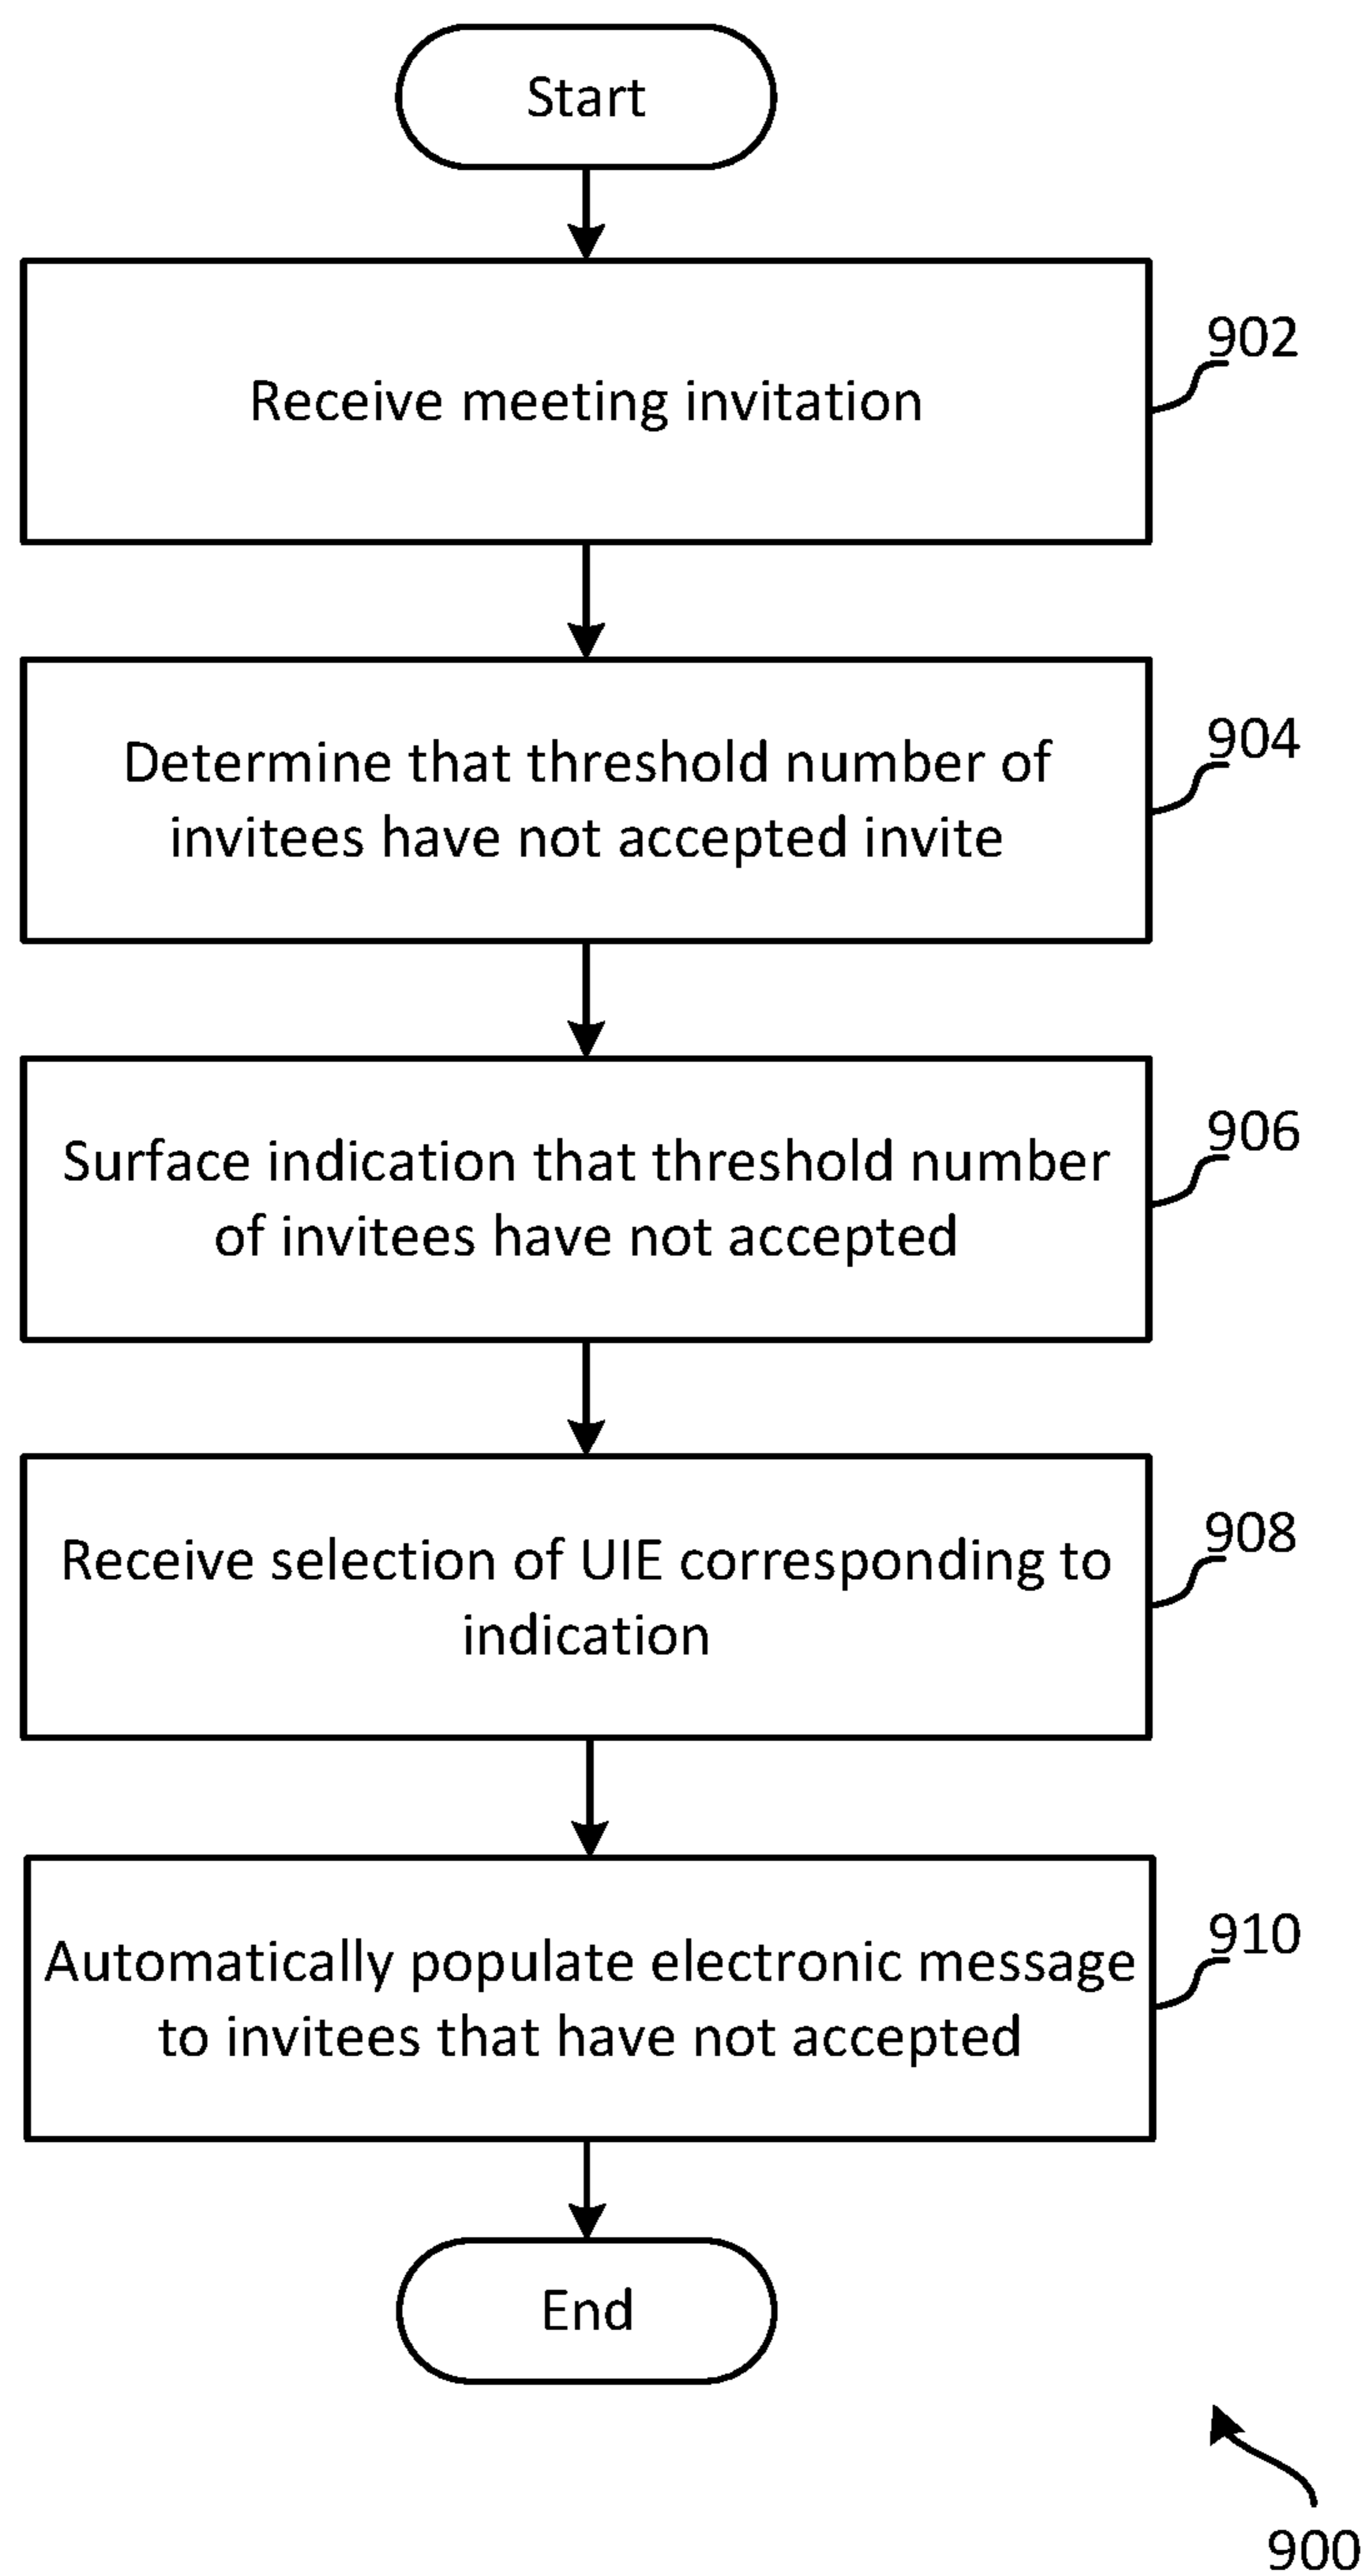 Start
Receive meeting invitation
902
Determine that threshold number of
invitees have not accepted invite
904
Surface indication that threshold number
of invitees have not accepted
906
Receive selection of UIE corresponding to
indication
908
Automatically populate electronic message
to invitees that have not accepted
910
End
900